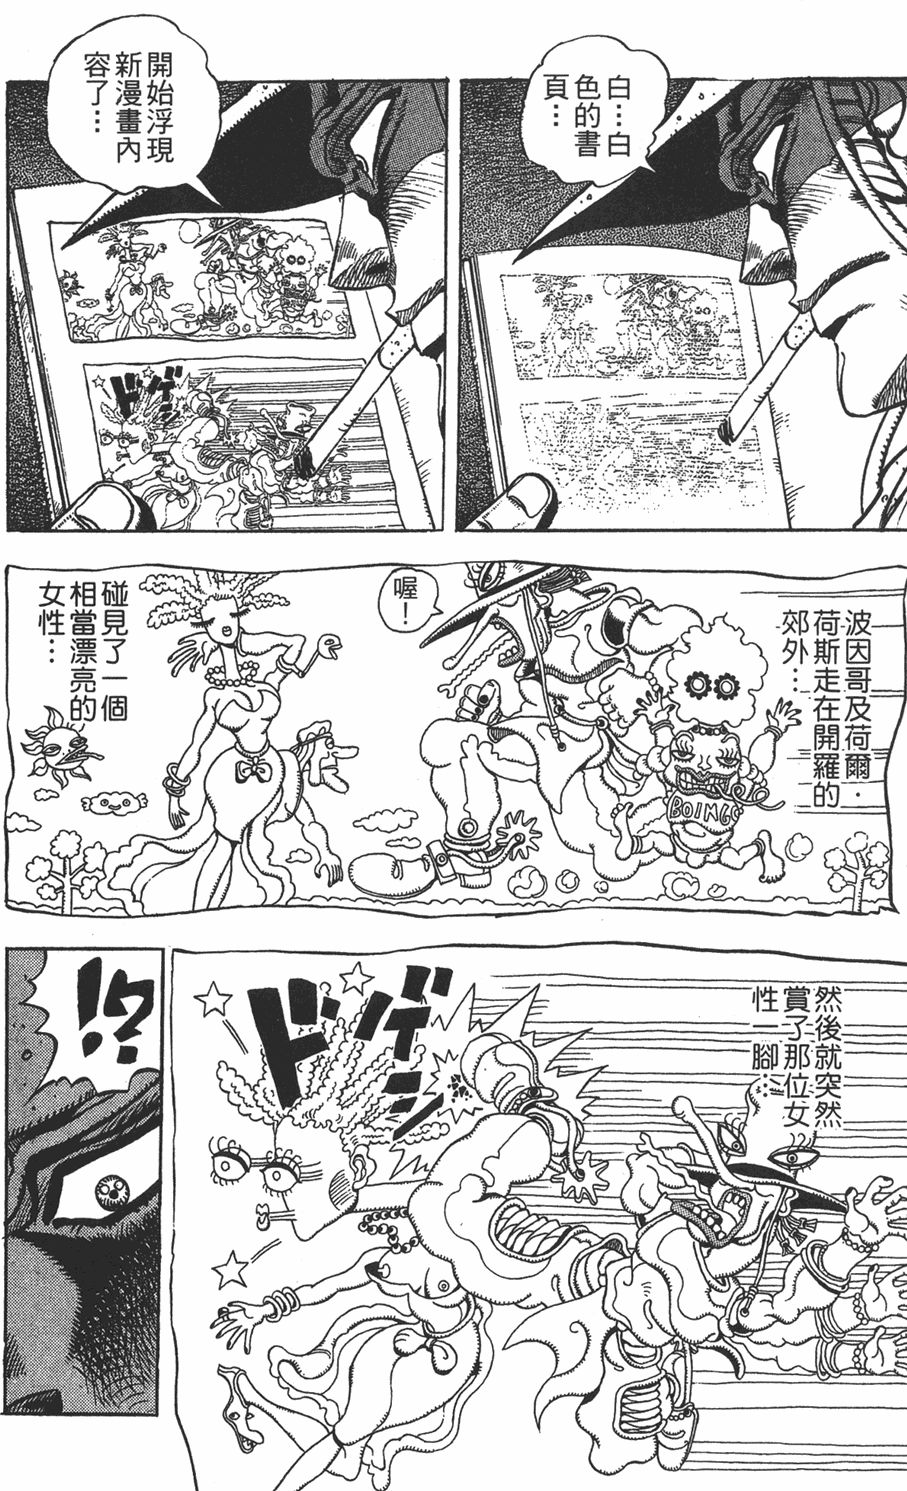 白…白
色的書
頁…
開始浮現
新漫畫內
容了…
波因哥及荷爾·
荷斯走在開羅的
郊外…
喔！
BOINGO
碰見了一個
相當漂亮的
女性…
然後就突然
賞了那位女
性一腳…
ドゲン
!?
ドゲン